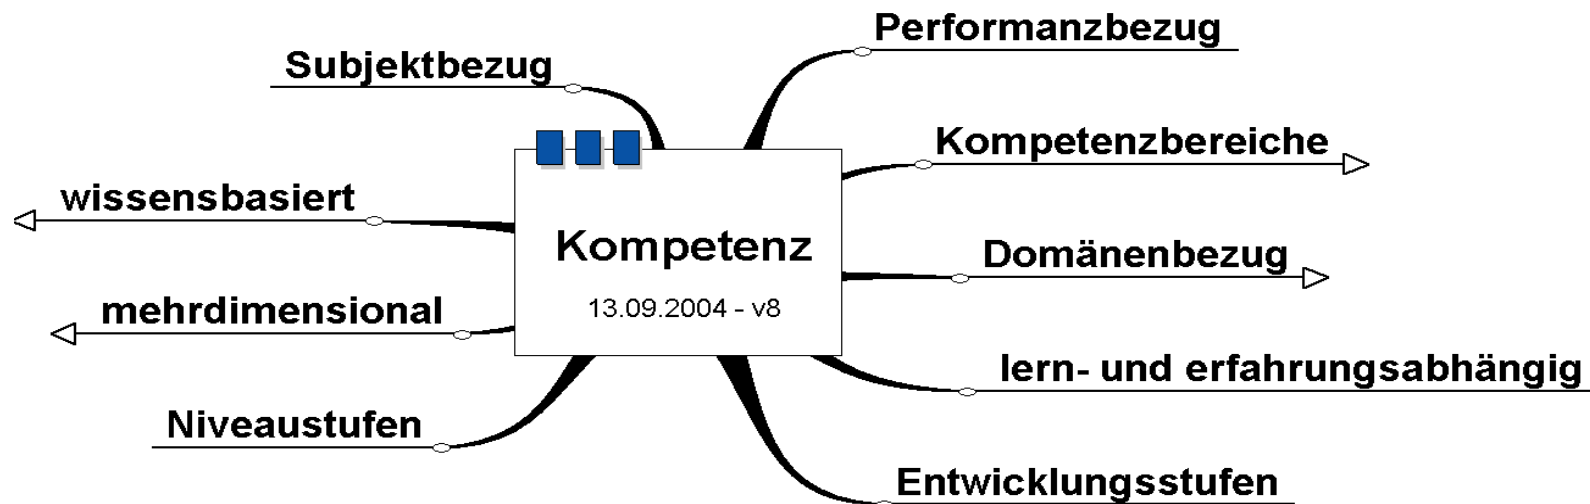 Performanzbezug
Subjektbezug
Kompetenzbereiche
wissensbasiert
Kompetenz
Domänenbezug
13.09.2004 - v8
mehrdimensional
lern- und erfahrungsabhängig
Niveaustufen
Entwicklungsstufen